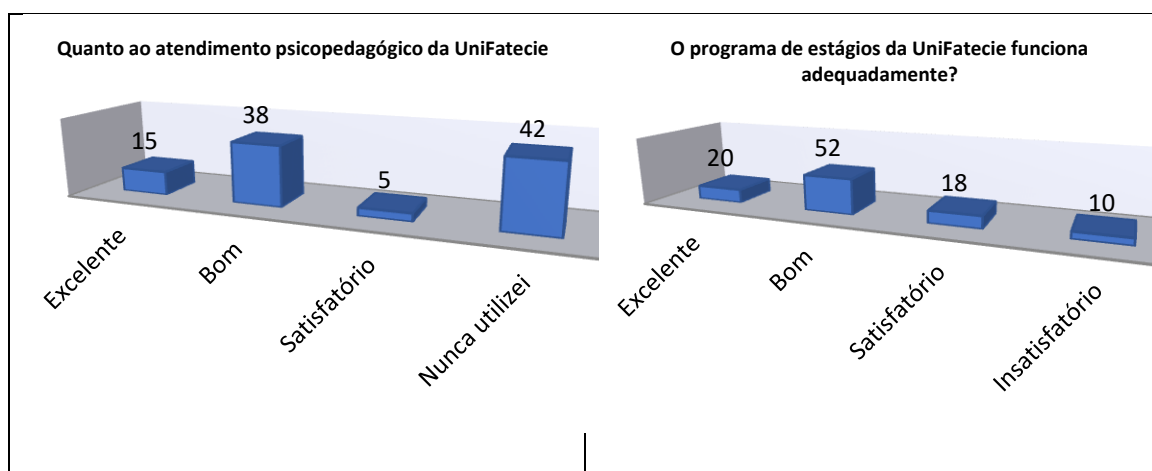 Quanto ao atendimento psicopedagógico da UniFatecie
15
38
5
42
Excelente
Bom
Satisfatório
Nunca utilizei
O programa de estágios da UniFatecie funciona
adequadamente?
20
52
18
10
Excelente
Bom
Satisfatório
Insatisfatório